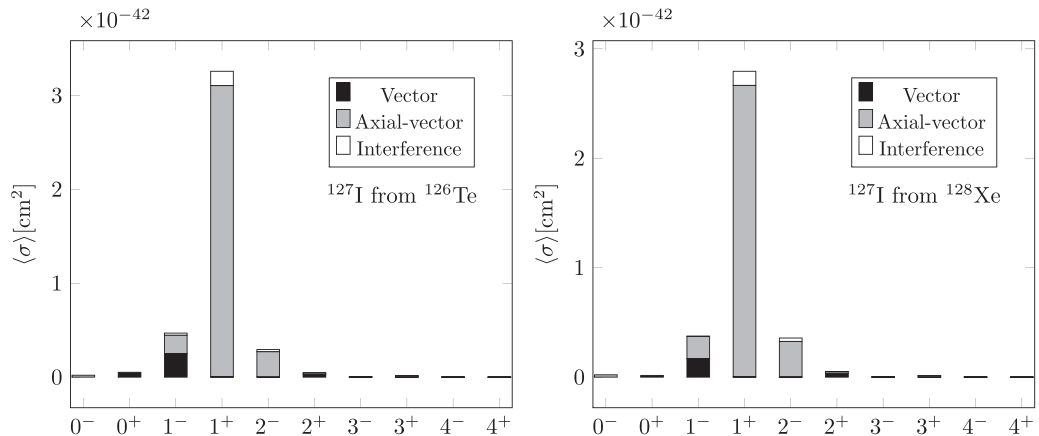 ×10⁻⁴²
⟨σ⟩[cm²]
3
2
1
0
Vector
Axial-vector
Interference
¹²⁷I from ¹²⁶Te
0⁻ 0⁺ 1⁻ 1⁺ 2⁻ 2⁺ 3⁻ 3⁺ 4⁻ 4⁺
×10⁻⁴²
⟨σ⟩[cm²]
3
2
1
0
Vector
Axial-vector
Interference
¹²⁷I from ¹²⁸Xe
0⁻ 0⁺ 1⁻ 1⁺ 2⁻ 2⁺ 3⁻ 3⁺ 4⁻ 4⁺